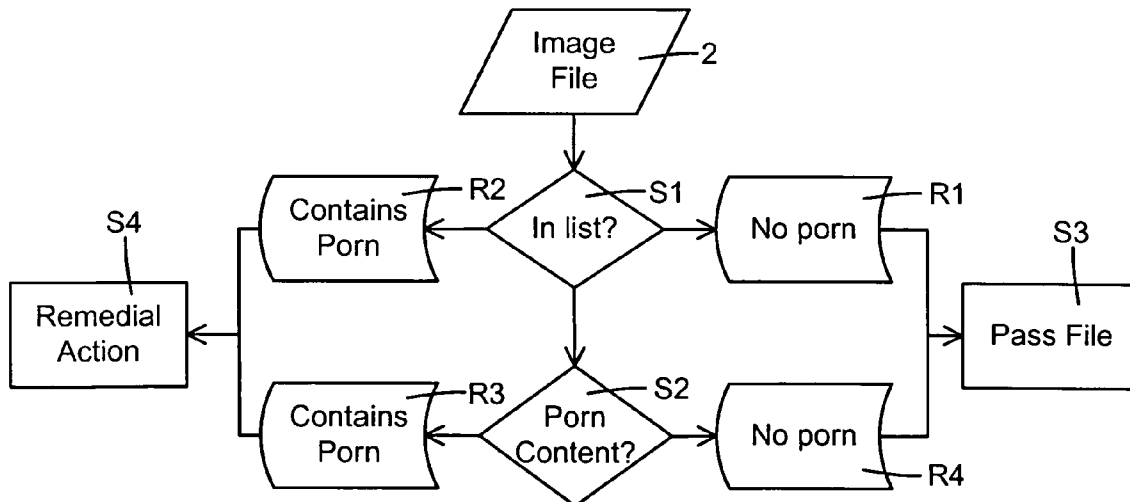 Image
File
2
S1
In list?
R2
Contains
Porn
R1
No porn
S4
Remedial
Action
S3
Pass File
S2
Porn
Content?
R3
Contains
Porn
No porn
R4